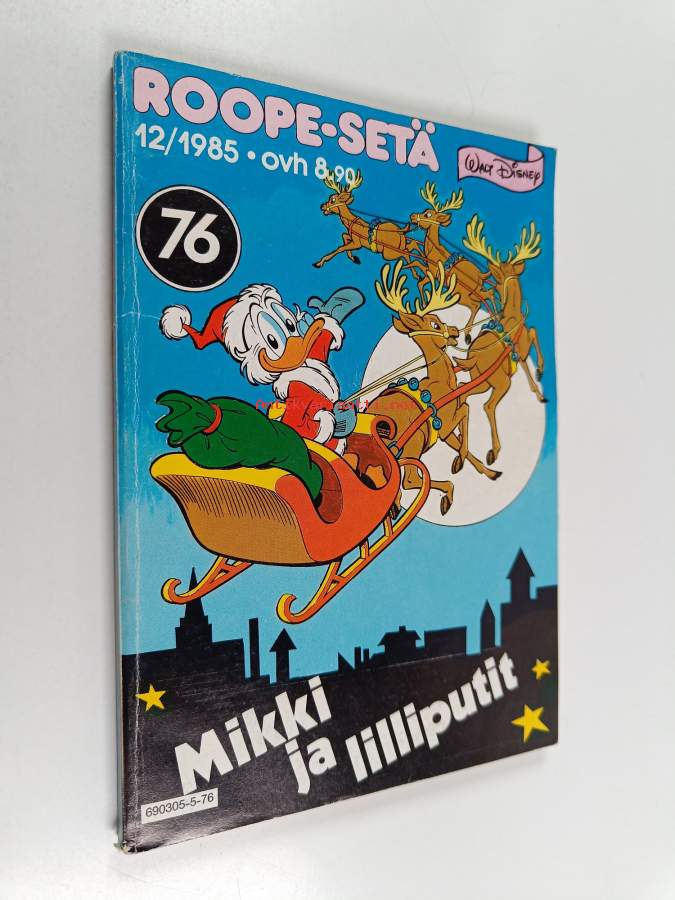 ROOPE-SETÄ
12/1985 • ovh 8,90
WALT DISNEY
76
Mikki
ja
lilliputit
690305-5-76